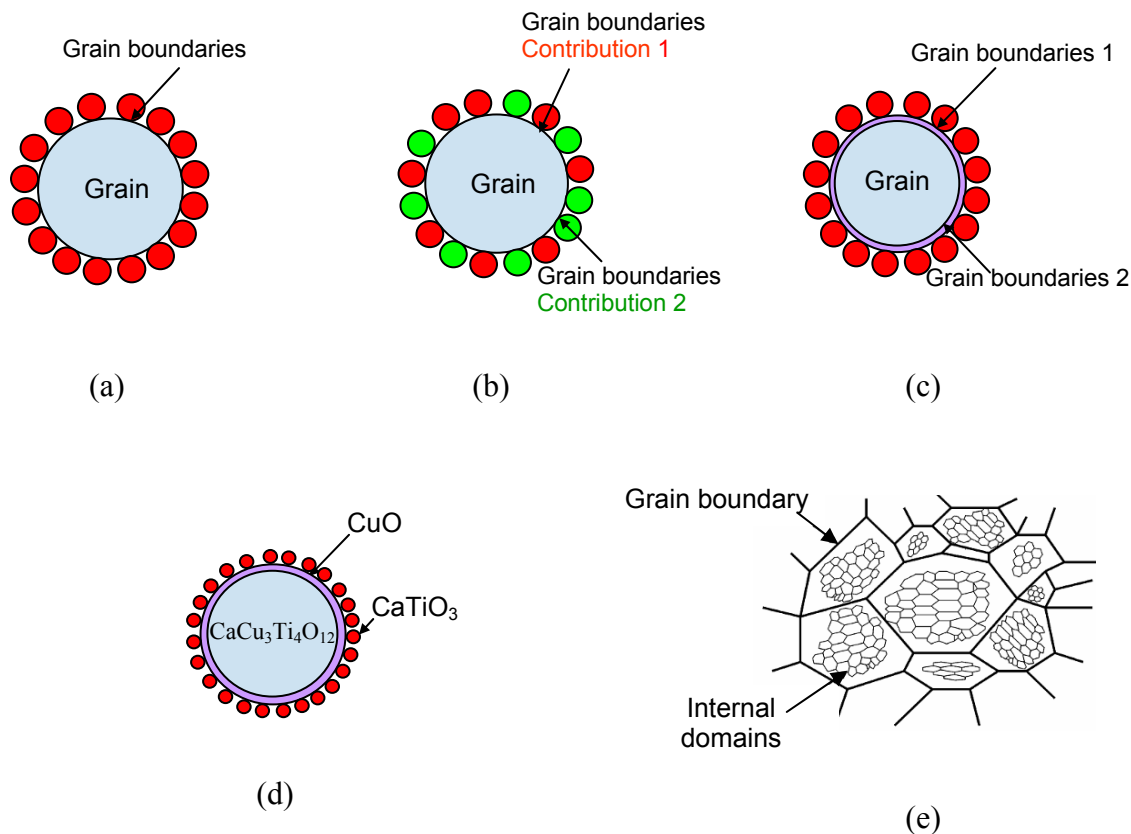 Grain boundaries
Grain
(a)
Grain boundaries
Contribution 1
Grain
Grain boundaries
Contribution 2
(b)
Grain boundaries 1
Grain
Grain boundaries 2
(c)
CuO
CaTiO₃
CaCu₃Ti₄O₁₂
(d)
Grain boundary
Internal
domains
(e)